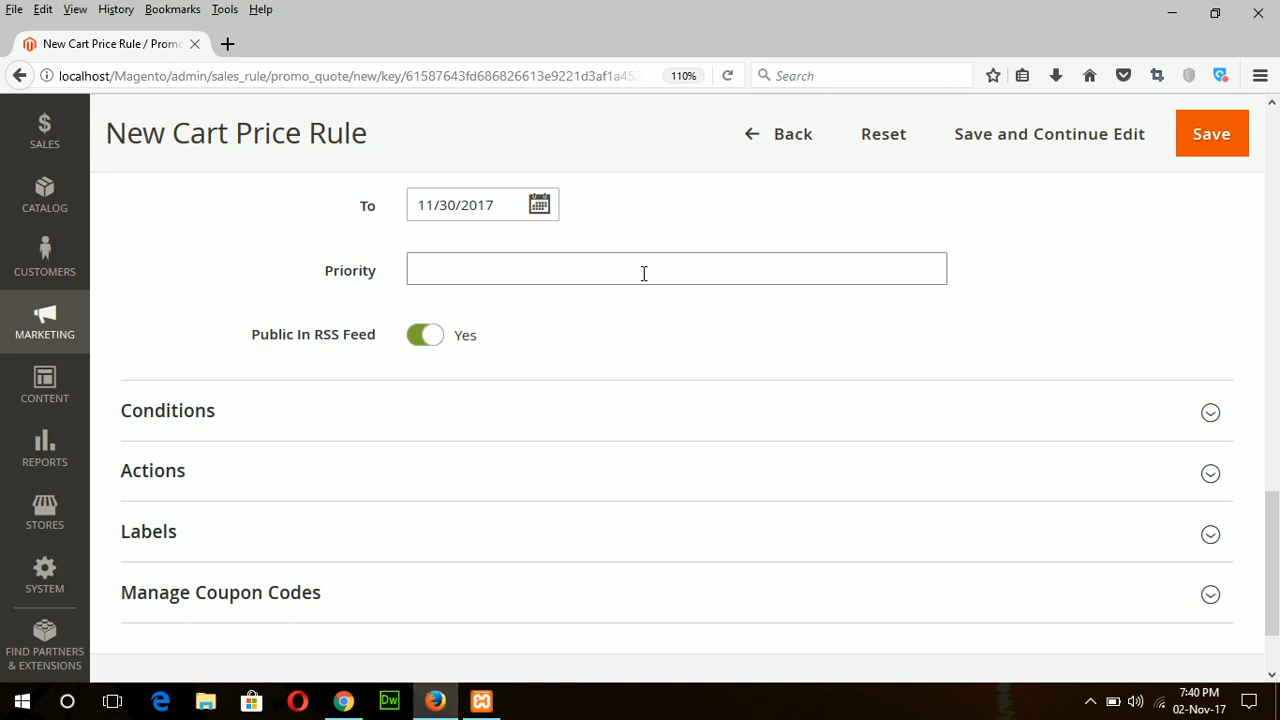 File Edit View History Bookmarks Tools Help
New Cart Price Rule / Promo
localhost/Magento/admin/sales_rule/promo_quote/new/key/61587643fd686826613e9221d3af1a452
110%
Search
SALES
CATALOG
CUSTOMERS
MARKETING
CONTENT
REPORTS
STORES
SYSTEM
FIND PARTNERS
& EXTENSIONS
New Cart Price Rule
Back
Reset
Save and Continue Edit
Save
To
11/30/2017
Priority
Public In RSS Feed
Yes
Conditions
Actions
Labels
Manage Coupon Codes
Dw
7:40 PM
02-Nov-17